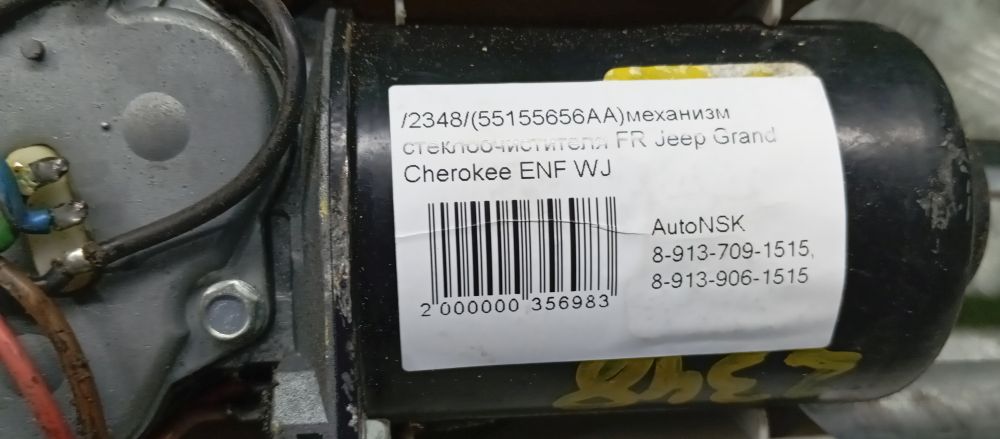 /2348/(55155656AA)механизм
стеклоочистителя FR Jeep Grand
Cherokee ENF WJ
AutoNSK
8-913-709-1515,
8-913-906-1515
2 000000 356983
2348